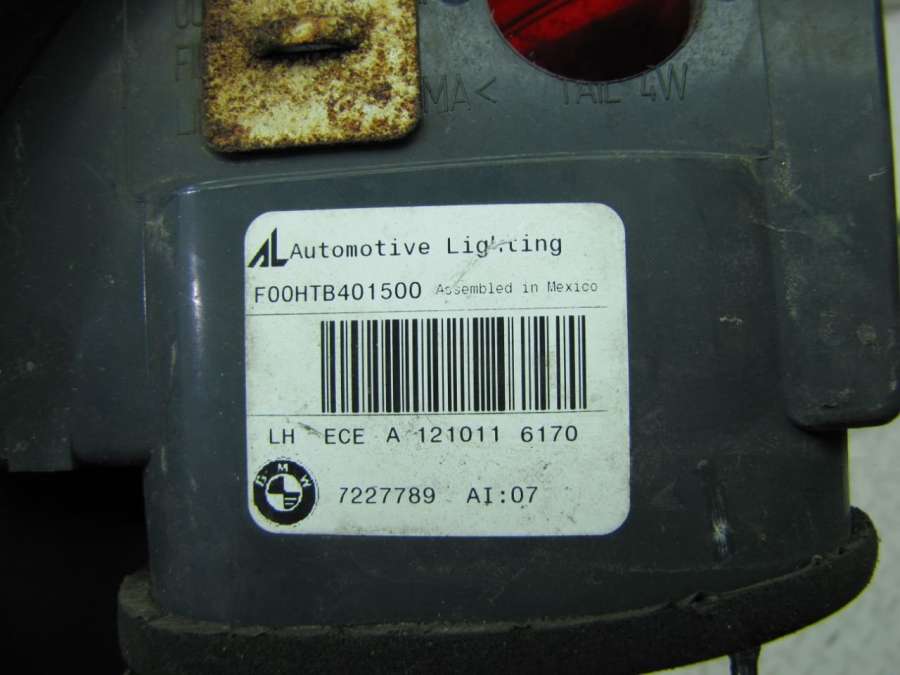 MA< TAIL 4W
AL Automotive Lighting
F00HTB401500 Assembled in Mexico
LH ECE A 121011 6170
BMW
7227789 AI:07